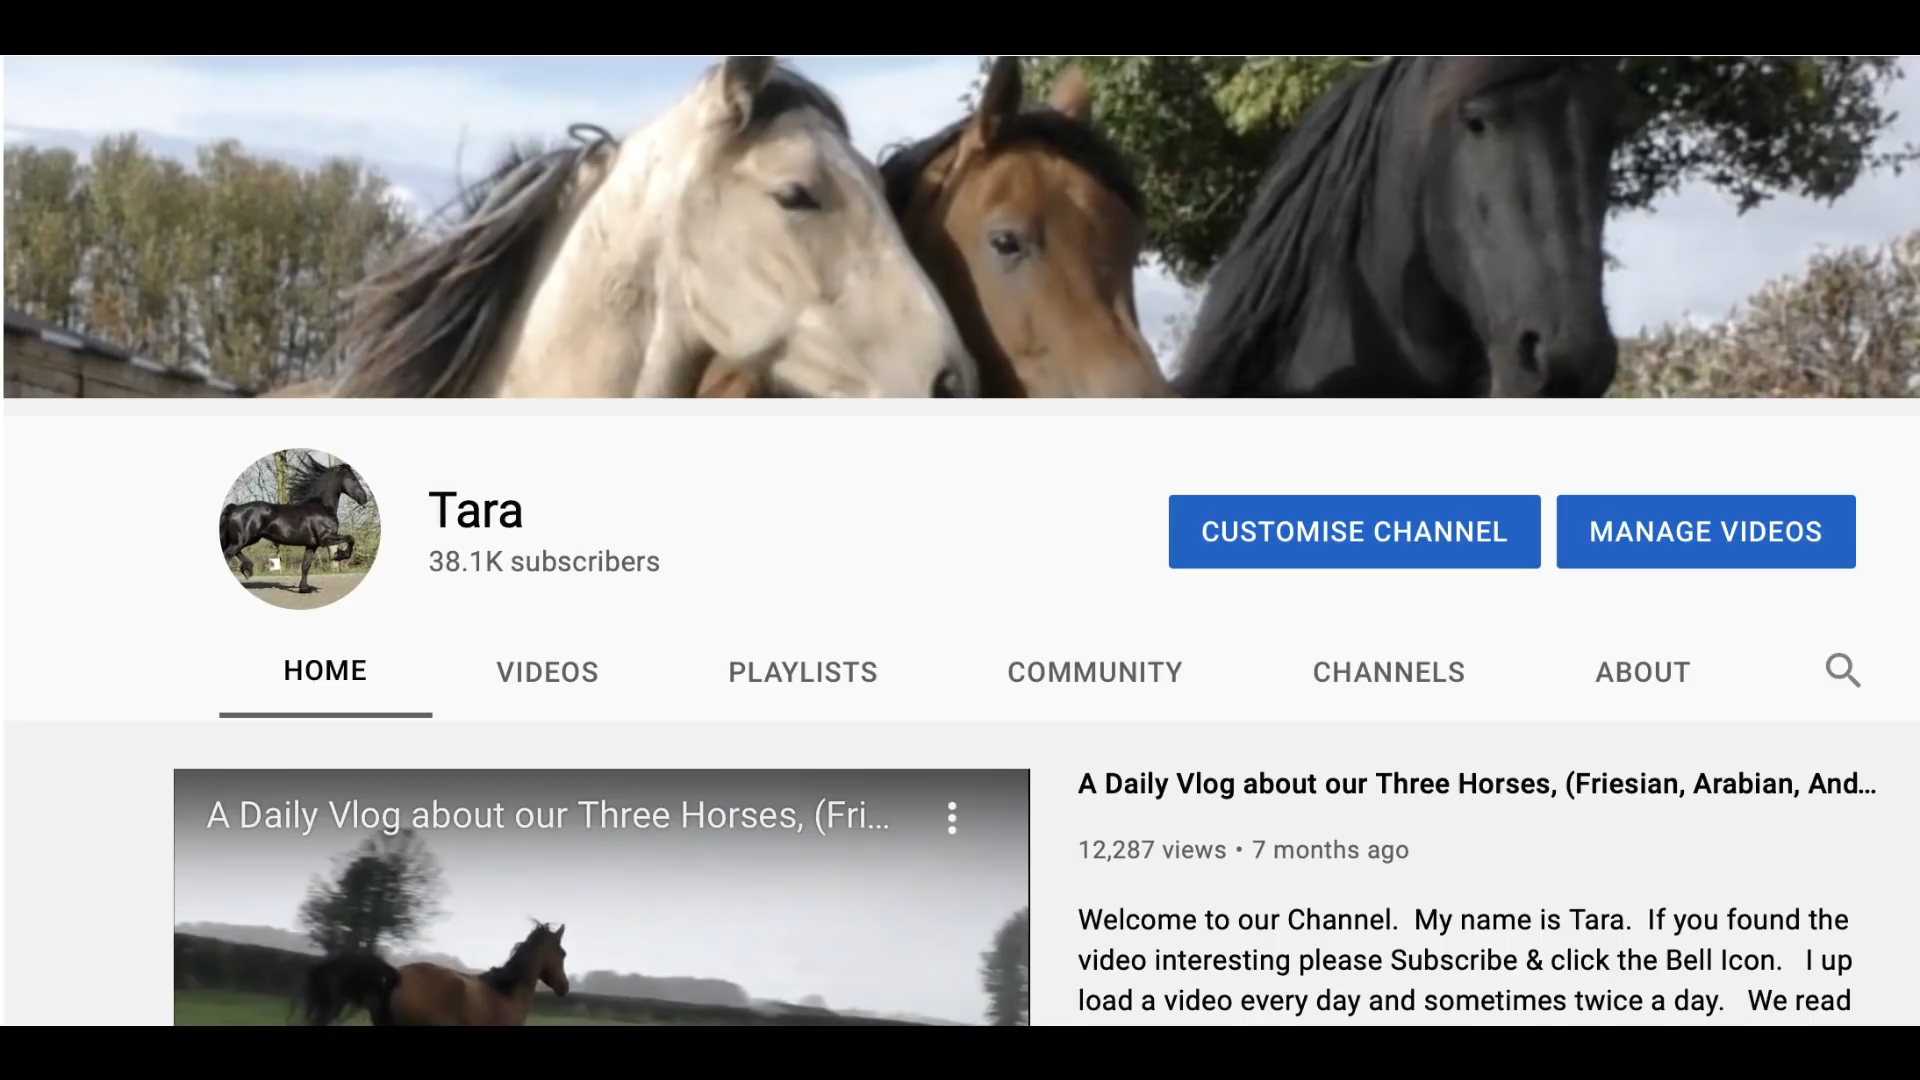 Tara
38.1K subscribers
CUSTOMISE CHANNEL
MANAGE VIDEOS
HOME
VIDEOS
PLAYLISTS
COMMUNITY
CHANNELS
ABOUT
A Daily Vlog about our Three Horses, (Fri...
A Daily Vlog about our Three Horses, (Friesian, Arabian, And...
12,287 views • 7 months ago
Welcome to our Channel. My name is Tara. If you found the
video interesting please Subscribe & click the Bell Icon. I up
load a video every day and sometimes twice a day. We read